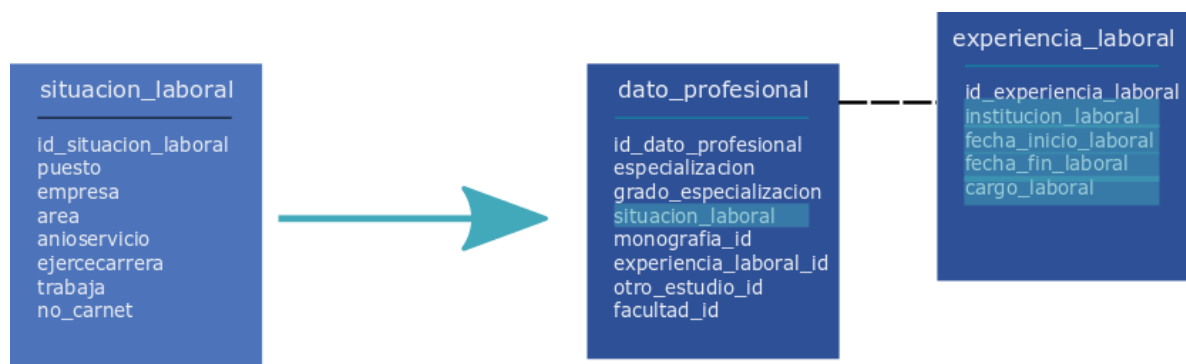 situacion_laboral
id_situacion_laboral
puesto
empresa
area
anioservicio
ejercecarrera
trabaja
no_carnet
dato_profesional
id_dato_profesional
especializacion
grado_especializacion
situacion_laboral
monografia_id
experiencia_laboral_id
otro_estudio_id
facultad_id
experiencia_laboral
id_experiencia_laboral
institucion_laboral
fecha_inicio_laboral
fecha_fin_laboral
cargo_laboral